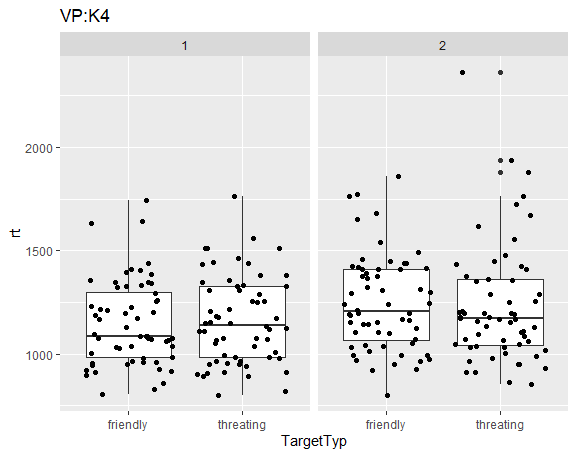 VP:K4
1 2
rt
2000
1500
1000
friendly threating friendly threating
TargetTyp